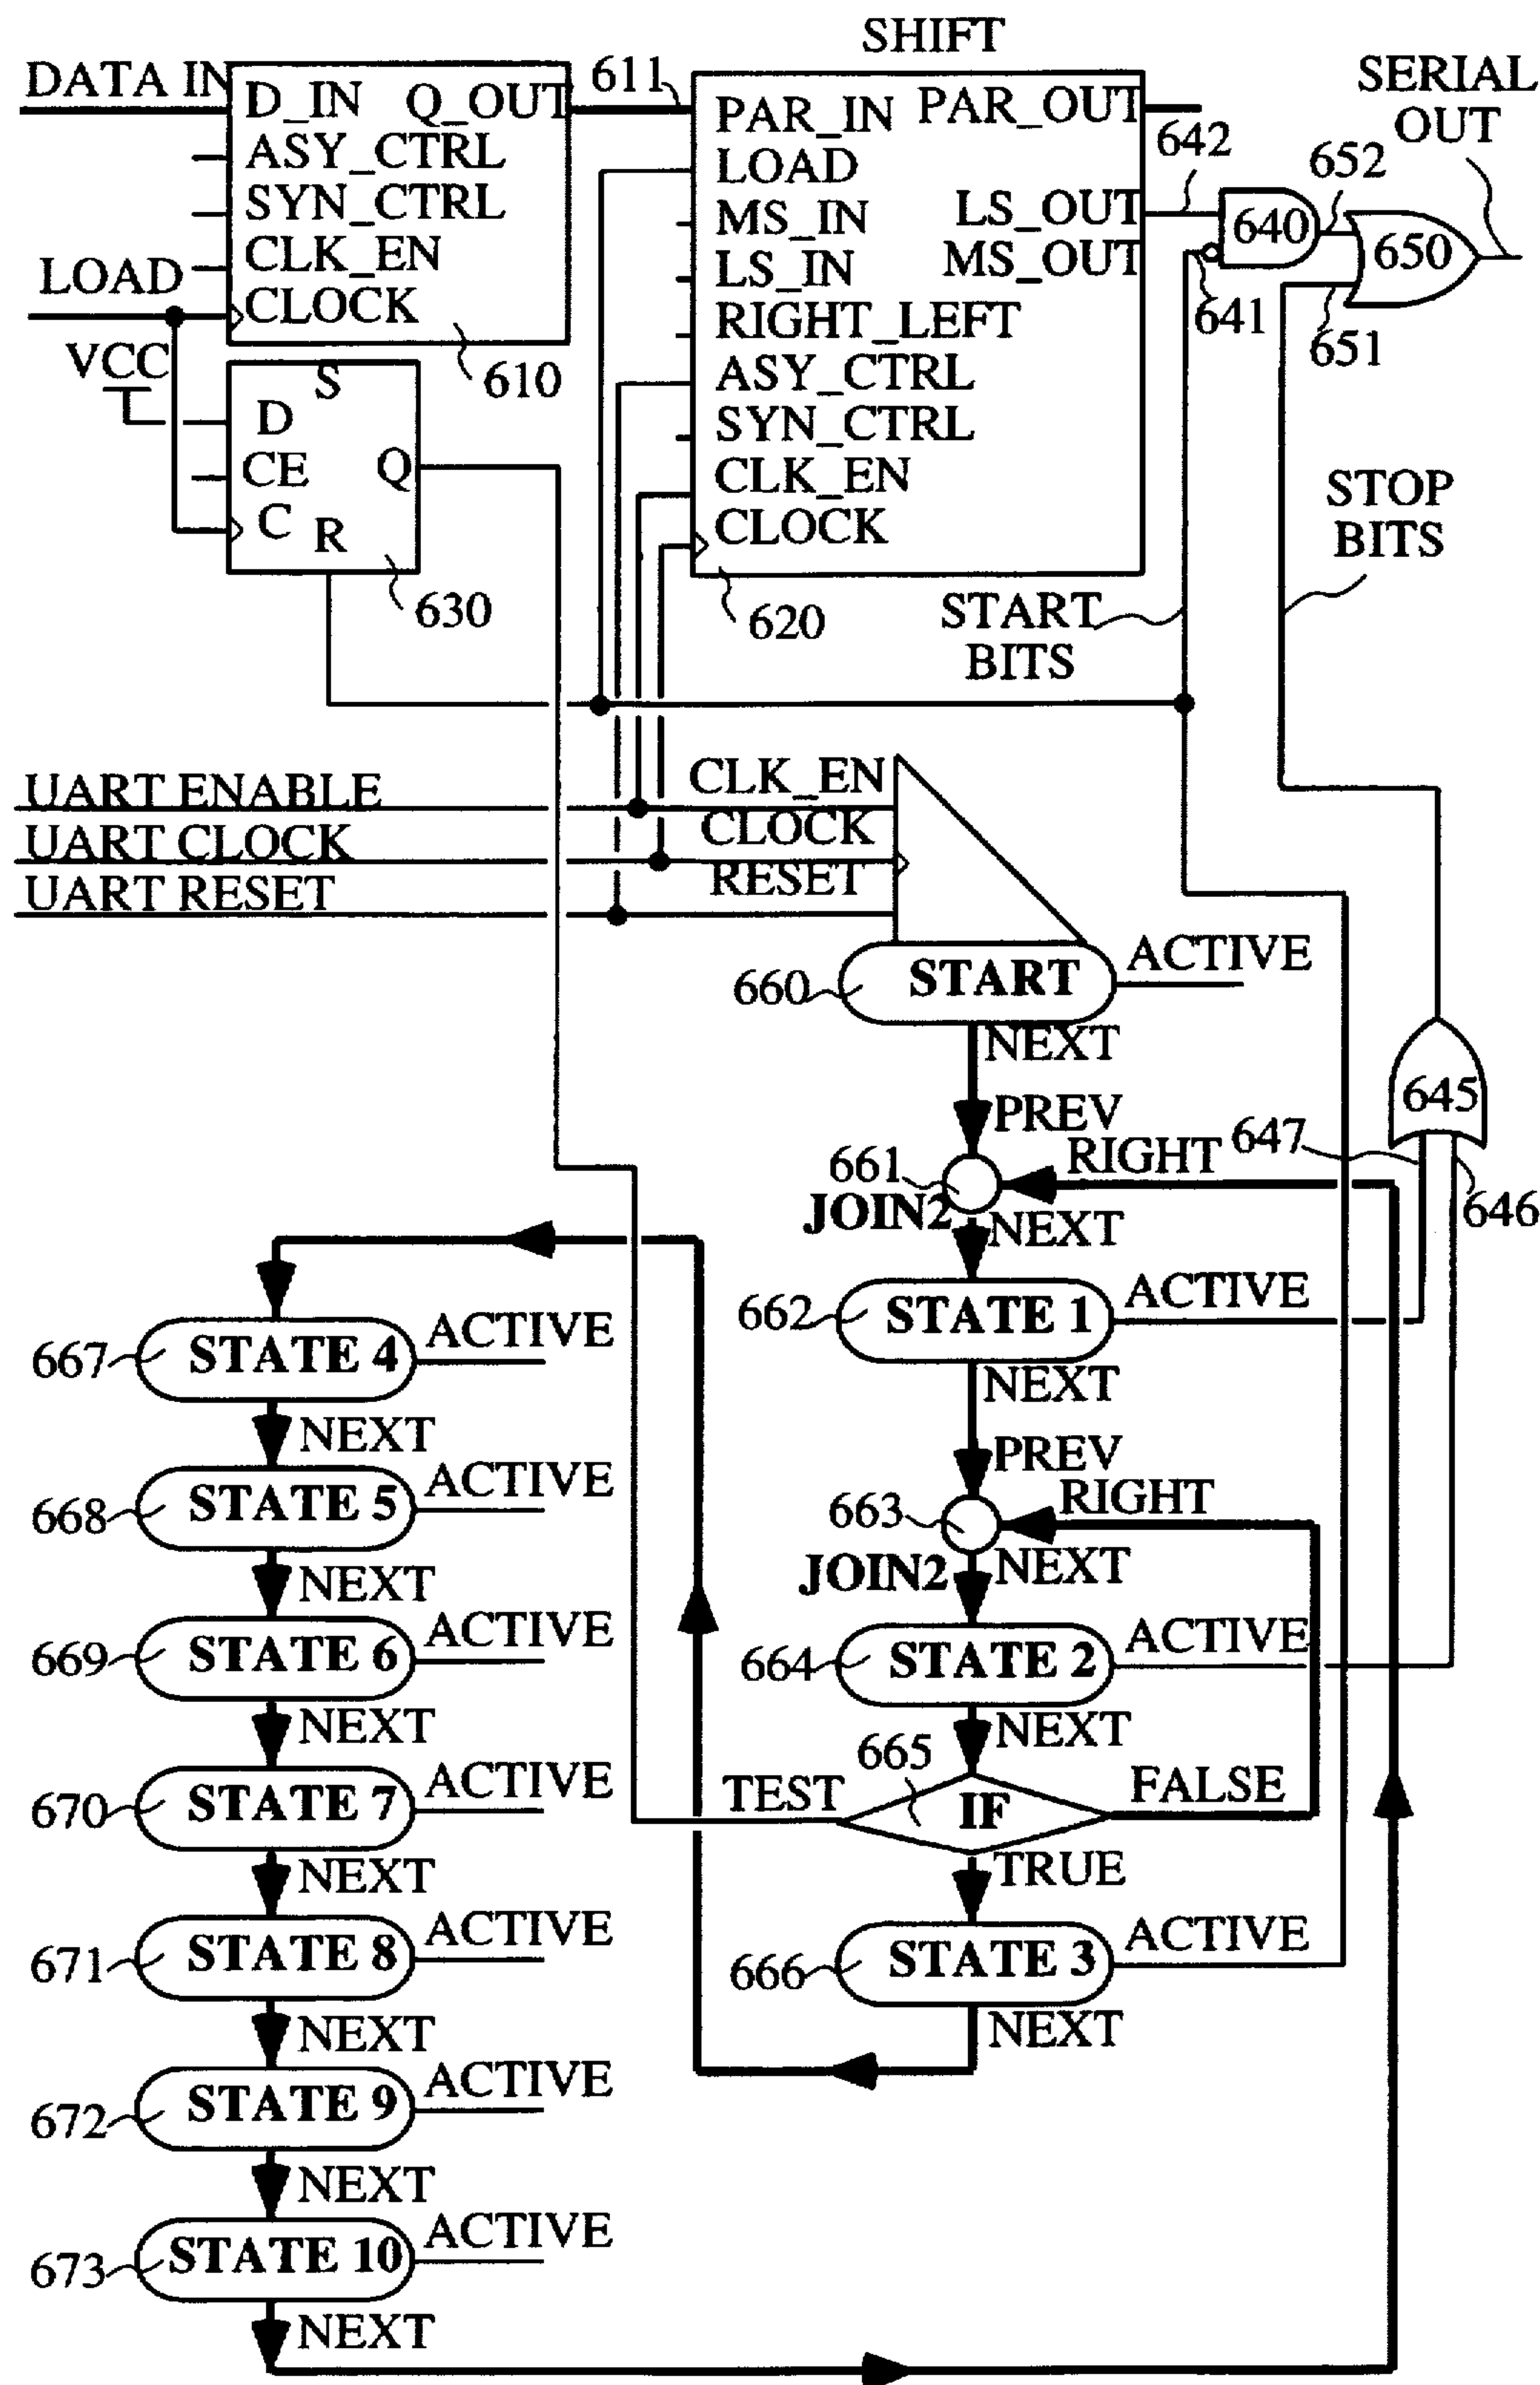 SHIFT
DATA IN
D_IN Q_OUT
ASY_CTRL
SYN_CTRL
CLK_EN
CLOCK
LOAD
610
611
PAR_IN PAR_OUT
LOAD
MS_IN LS_OUT
LS_IN MS_OUT
RIGHT_LEFT
ASY_CTRL
SYN_CTRL
CLK_EN
CLOCK
620
642
640
641
652
650
651
SERIAL
OUT
VCC
S
D
CE Q
C
R
630
START
BITS
STOP
BITS
UART ENABLE
UART CLOCK
UART RESET
CLK_EN
CLOCK
RESET
660 START ACTIVE
NEXT
PREV
661 RIGHT
JOIN2
NEXT
645
647
646
662 STATE 1 ACTIVE
NEXT
PREV
663 RIGHT
JOIN2 NEXT
664 STATE 2 ACTIVE
NEXT
665
TEST IF FALSE
TRUE
666 STATE 3 ACTIVE
NEXT
667 STATE 4 ACTIVE
NEXT
668 STATE 5 ACTIVE
NEXT
669 STATE 6 ACTIVE
NEXT
670 STATE 7 ACTIVE
NEXT
671 STATE 8 ACTIVE
NEXT
672 STATE 9 ACTIVE
NEXT
673 STATE 10 ACTIVE
NEXT